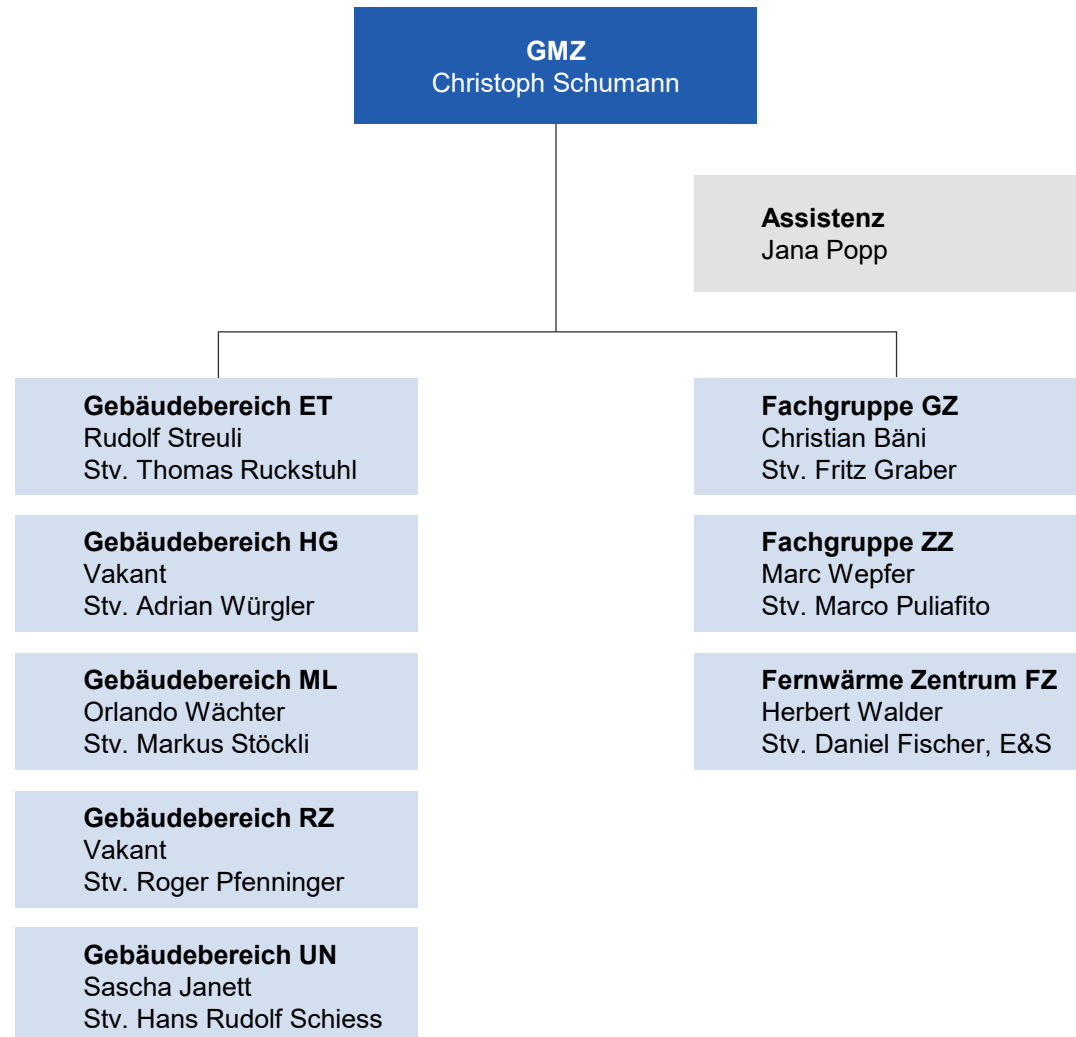 GMZ
Christoph Schumann
Assistenz
Jana Popp
Gebäudebereich ET
Rudolf Streuli
Stv. Thomas Ruckstuhl
Gebäudebereich HG
Vakant
Stv. Adrian Würgler
Gebäudebereich ML
Orlando Wächter
Stv. Markus Stöckli
Gebäudebereich RZ
Vakant
Stv. Roger Pfenninger
Gebäudebereich UN
Sascha Janett
Stv. Hans Rudolf Schiess
Fachgruppe GZ
Christian Bäni
Stv. Fritz Graber
Fachgruppe ZZ
Marc Wepfer
Stv. Marco Puliafito
Fernwärme Zentrum FZ
Herbert Walder
Stv. Daniel Fischer, E&S